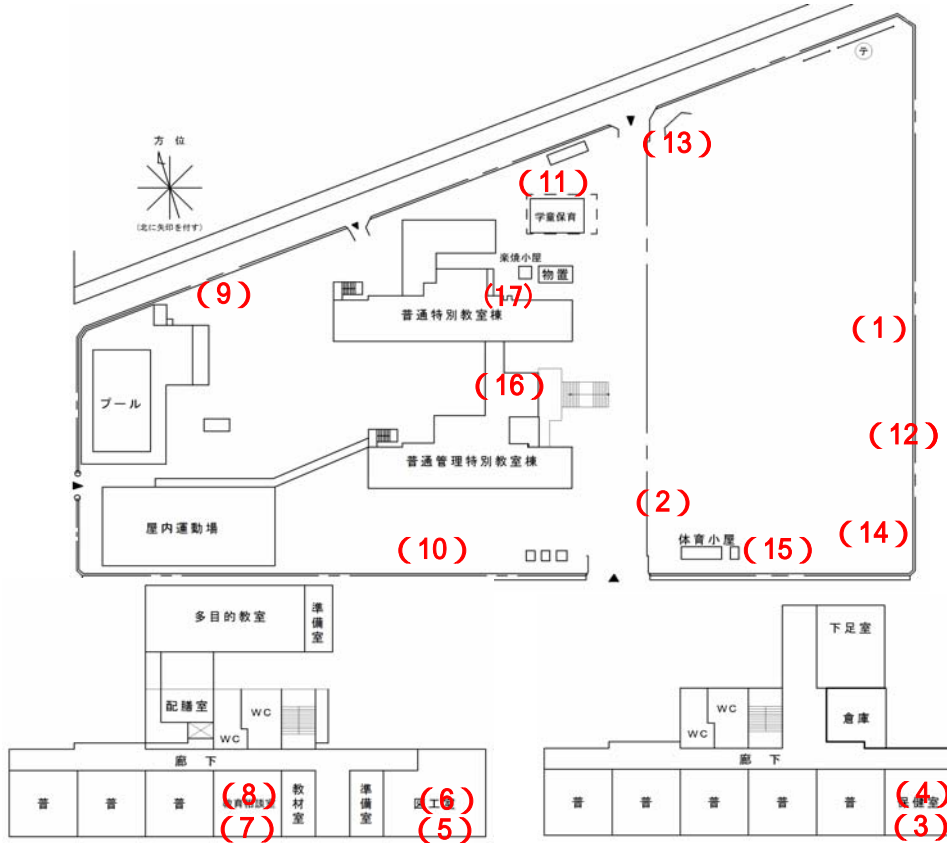 テ
(13)
方 位
(北に矢印を付す)
(11)
学童保育
楽焼小屋
物置
(9)
(17)
普通特別教室棟
(1)
プール
(16)
(12)
普通管理特別教室棟
(2)
屋内運動場
(10)
体育小屋
(15)
(14)
多目的教室
準備室
配膳室
WC
WC
廊 下
普
普
普
(8)
教材室
準備室
(6)
(7)
(5)
下足室
倉庫
WC
WC
廊 下
普
普
普
普
普
(4)
保健室
(3)